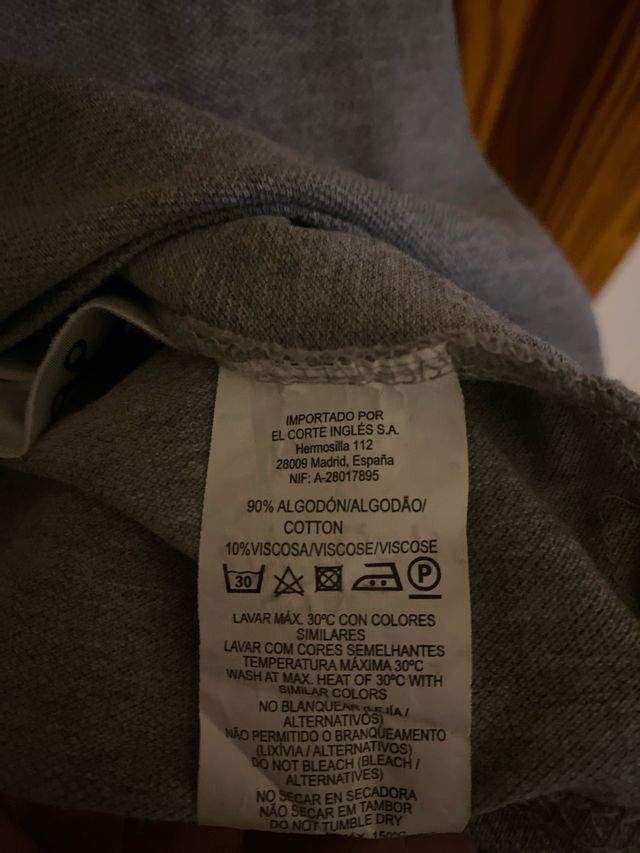 IMPORTADO POR
EL CORTE INGLÉS S.A.
Hermosilla 112
28009 Madrid, España
NIF: A-28017895
90% ALGODÓN/ALGODÃO/
COTTON
10%VISCOSA/VISCOSE/VISCOSE
30
P
LAVAR MÁX. 30ºC CON COLORES
SIMILARES
LAVAR COM CORES SEMELHANTES
TEMPERATURA MÁXIMA 30ºC
WASH AT MAX. HEAT OF 30ºC WITH
SIMILAR COLORS
NO BLANQUEAR (LEJÍA /
ALTERNATIVOS)
NÃO PERMITIDO O BRANQUEAMENTO
(LIXÍVIA / ALTERNATIVOS)
DO NOT BLEACH (BLEACH /
ALTERNATIVES)
NO SECAR EN SECADORA
NÃO SECAR EM TAMBOR
DO NOT TUMBLE DRY
150ºC